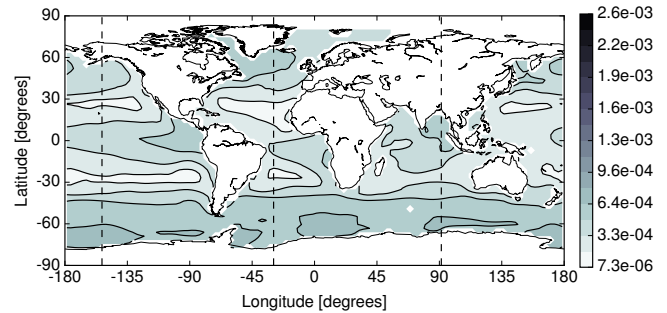 90
60
30
0
-30
-60
-90
Latitude [degrees]
-180 -135 -90 -45 0 45 90 135 180
Longitude [degrees]
2.6e-03
2.2e-03
1.9e-03
1.6e-03
1.3e-03
9.6e-04
6.4e-04
3.3e-04
7.3e-06